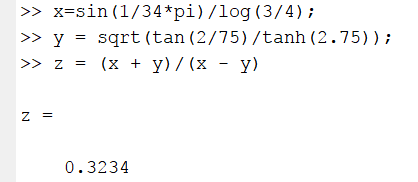 >> x=sin(1/34*pi)/log(3/4);
>> y = sqrt(tan(2/75)/tanh(2.75));
>> z = (x + y)/(x - y)
z =
0.3234